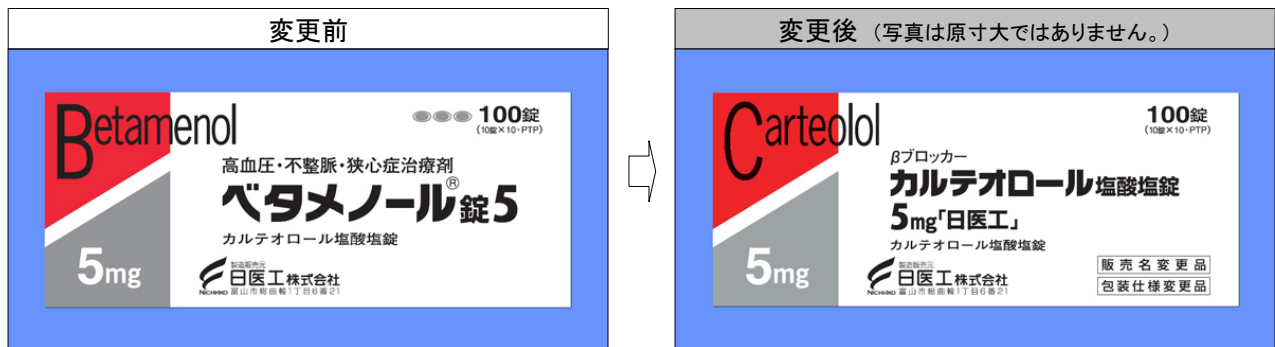 変更前
Betamenol
100錠
(10錠×10・PTP)
高血圧・不整脈・狭心症治療剤
ベタメノール®錠5
カルテオロール塩酸塩錠
5mg
製造販売元
NICHIIKO
日医工株式会社
富山市総曲輪1丁目6番21
変更後 (写真は原寸大ではありません。)
Carteolol
100錠
(10錠×10・PTP)
βブロッカー
カルテオロール塩酸塩錠
5mg「日医工」
カルテオロール塩酸塩錠
5mg
製造販売元
NICHIIKO
日医工株式会社
富山市総曲輪1丁目6番21
販売名変更品
包装仕様変更品